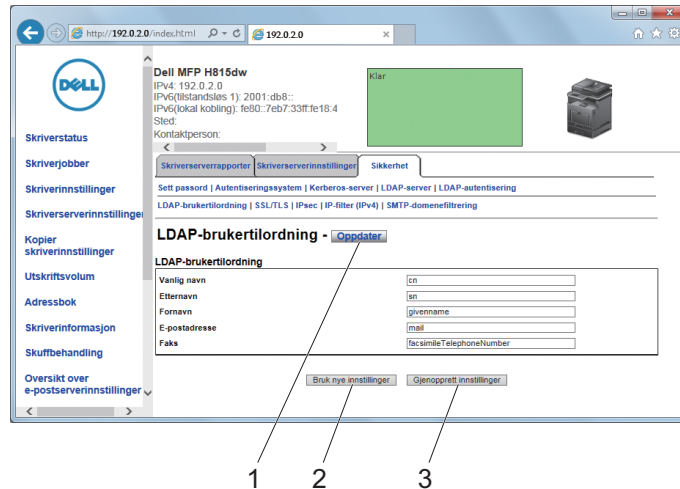 http://192.0.2.0/index.html
192.0.2.0
DELL
Dell MFP H815dw
IPv4: 192.0.2.0
IPv6(tilstandsløs 1): 2001:db8::
IPv6(lokal kobling): fe80::7eb7:33ff:fe18:4
Sted:
Kontaktperson:
Klar
Skriverstatus
Skriverjobber
Skriverinnstillinger
Skriverserverinnstillinger
Kopier
skriverinnstillinger
Utskriftsvolum
Adressbok
Skriverinformasjon
Skuffbehandling
Oversikt over
e-postserverinnstillinger
Skriverserverrapporter Skriverserverinnstillinger Sikkerhet
Sett passord | Autentiseringssystem | Kerberos-server | LDAP-server | LDAP-autentisering
LDAP-brukertilordning | SSL/TLS | IPsec | IP-filter (IPv4) | SMTP-domenefiltrering
LDAP-brukertilordning - Oppdater
LDAP-brukertilordning
Vanlig navn cn
Etternavn sn
Fornavn givenname
E-postadresse mail
Faks facsimileTelephoneNumber
Bruk nye innstillinger Gjenopprett innstillinger
1 2 3